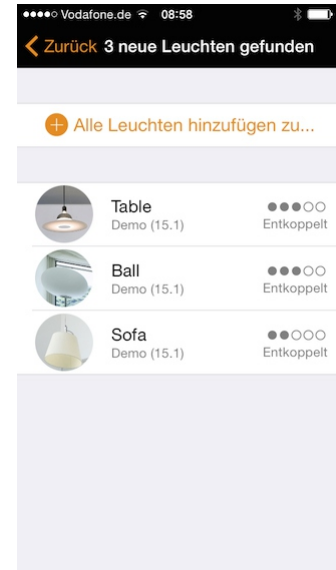 Vodafone.de 08:58
Zurück 3 neue Leuchten gefunden
Alle Leuchten hinzufügen zu...
Table
Demo (15.1)
Entkoppelt
Ball
Demo (15.1)
Entkoppelt
Sofa
Demo (15.1)
Entkoppelt